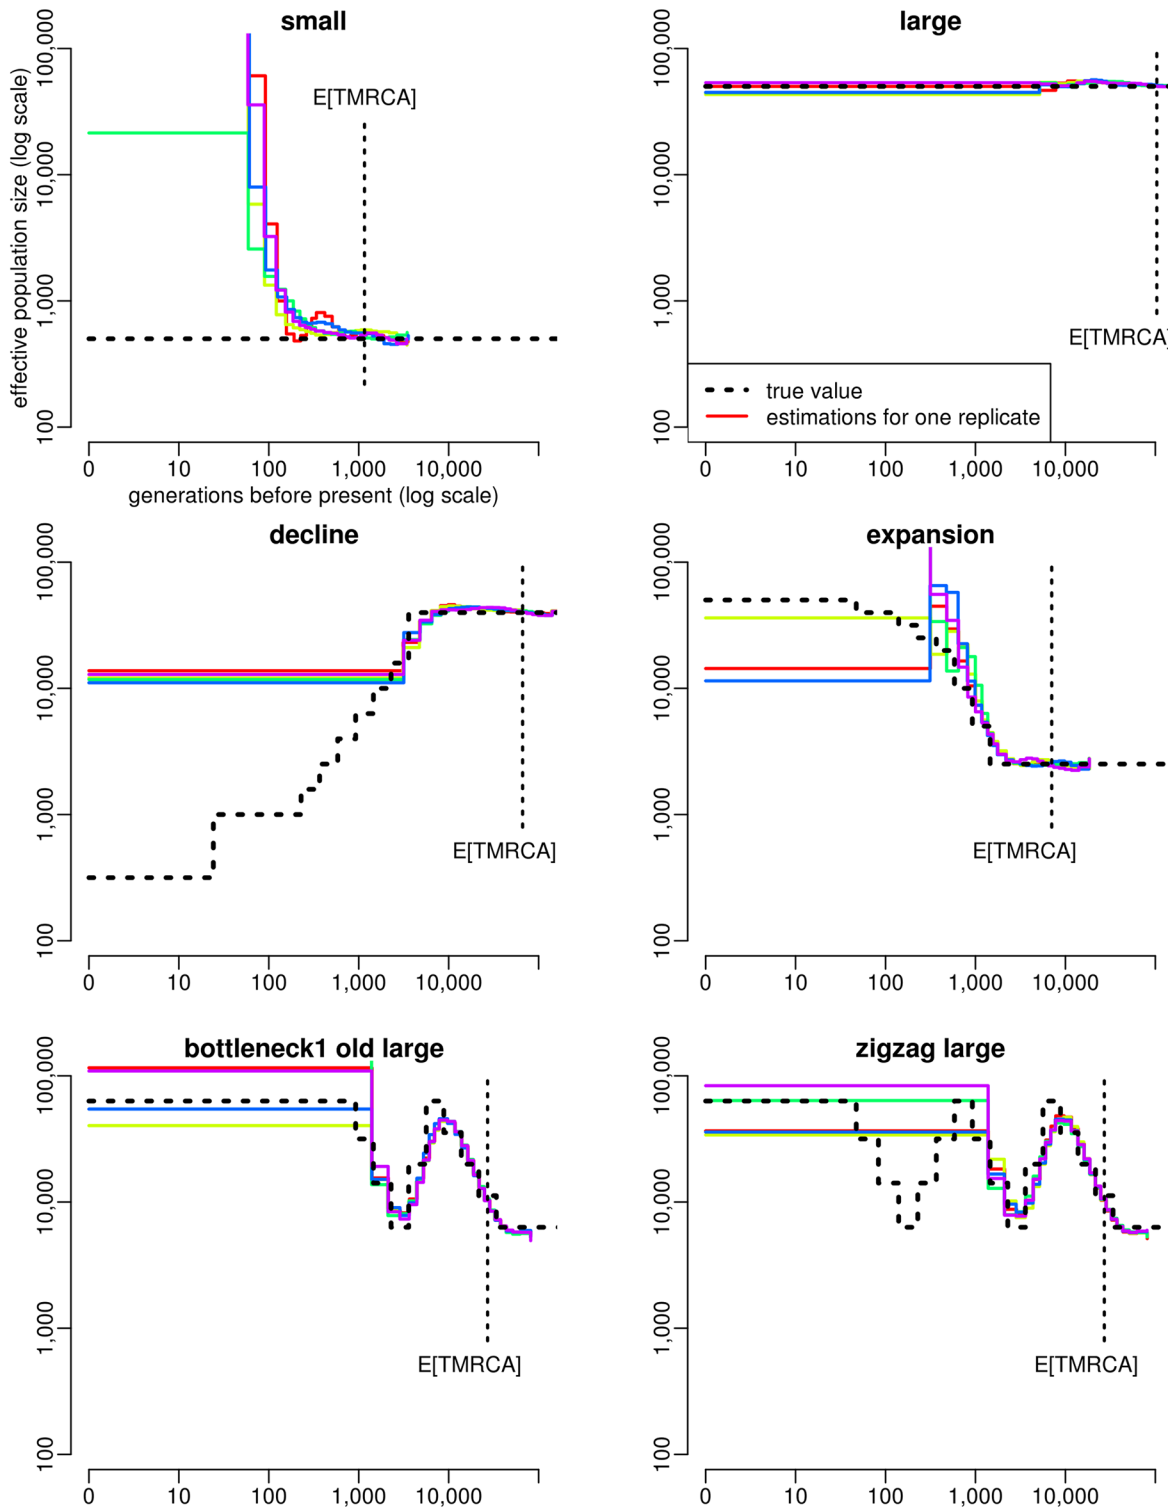 small
effective population size (log scale)
100,000
10,000
1,000
100
E[TMRCA]
0 10 100 1,000 10,000
generations before present (log scale)
large
100,000
10,000
1,000
100
E[TMRCA]
true value
estimations for one replicate
0 10 100 1,000 10,000
decline
100,000
10,000
1,000
100
E[TMRCA]
0 10 100 1,000 10,000
expansion
100,000
10,000
1,000
100
E[TMRCA]
0 10 100 1,000 10,000
bottleneck1 old large
100,000
10,000
1,000
100
E[TMRCA]
0 10 100 1,000 10,000
zigzag large
100,000
10,000
1,000
100
E[TMRCA]
0 10 100 1,000 10,000